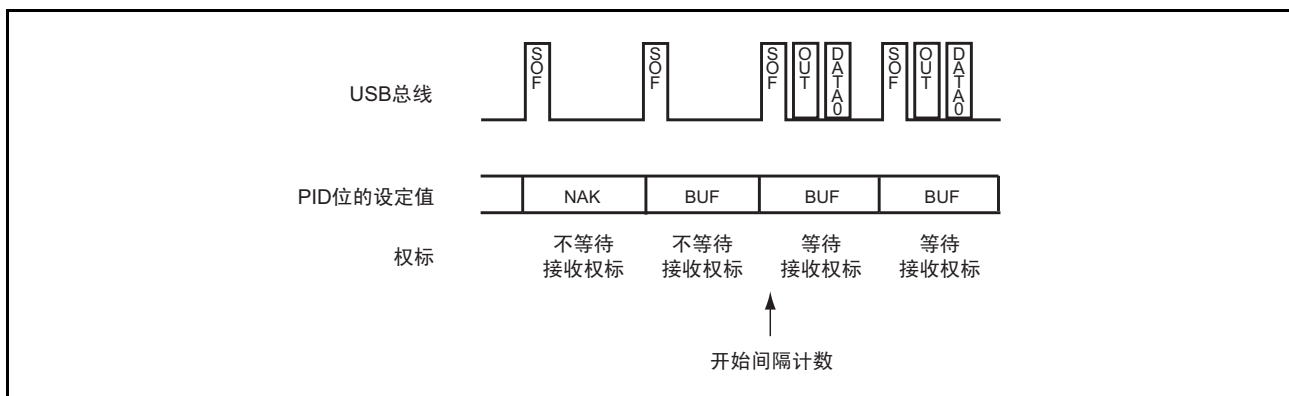 SOF SOF SOF OUT DATA0 SOF OUT DATA0
USB总线
PID位的设定值 NAK BUF BUF BUF
权标
不等待 不等待 等待 等待
接收权标 接收权标 接收权标 接收权标
开始间隔计数